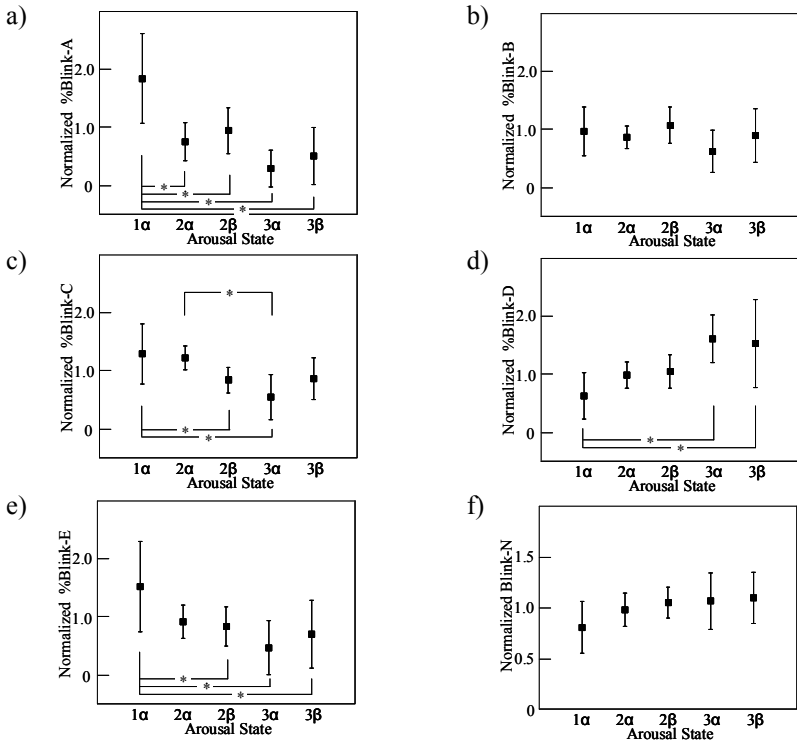 a)
Normalized %Blink-A
2.0
1.0
0
*
*
*
*
1α 2α 2β 3α 3β
Arousal State
b)
Normalized %Blink-B
2.0
1.0
0
1α 2α 2β 3α 3β
Arousal State
c)
Normalized %Blink-C
2.0
1.0
0
*
*
*
1α 2α 2β 3α 3β
Arousal State
d)
Normalized %Blink-D
2.0
1.0
0
*
*
1α 2α 2β 3α 3β
Arousal State
e)
Normalized %Blink-E
2.0
1.0
0
*
*
*
1α 2α 2β 3α 3β
Arousal State
f)
Normalized Blink-N
1.5
1.0
0.5
0
1α 2α 2β 3α 3β
Arousal State